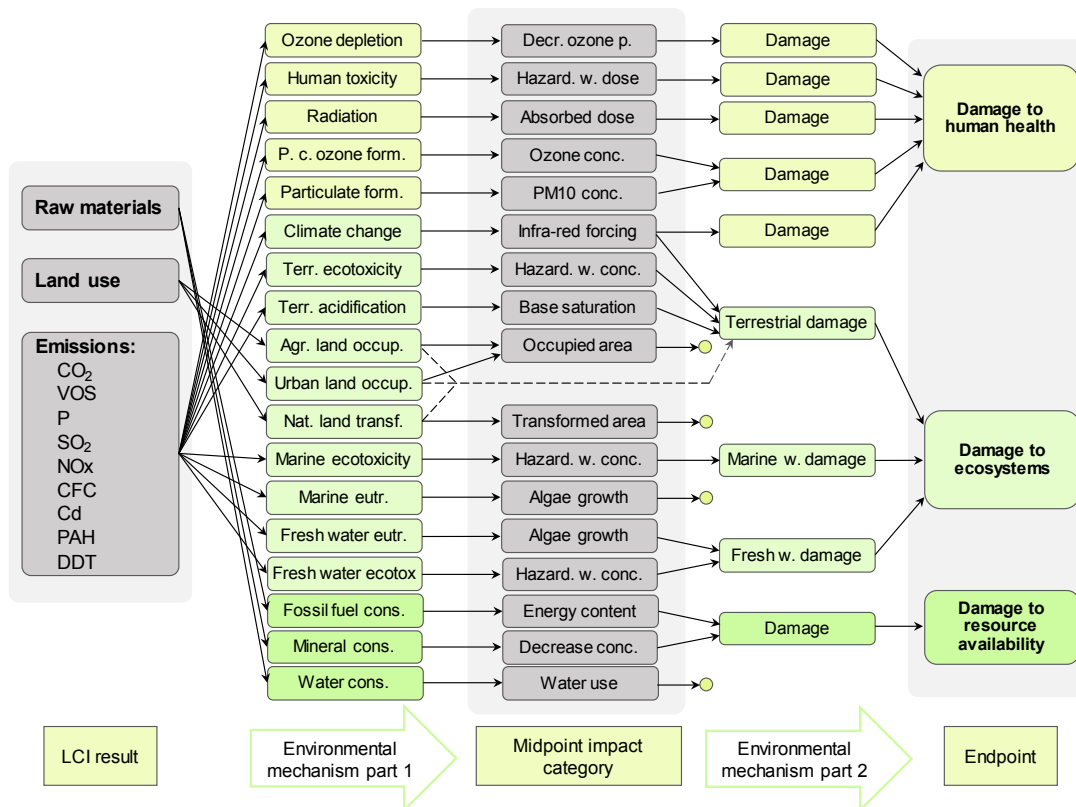 Raw materials
Land use
Emissions:
CO2
VOS
P
SO2
NOx
CFC
Cd
PAH
DDT
Ozone depletion
Human toxicity
Radiation
P. c. ozone form.
Particulate form.
Climate change
Terr. ecotoxicity
Terr. acidification
Agr. land occup.
Urban land occup.
Nat. land transf.
Marine ecotoxicity
Marine eutr.
Fresh water eutr.
Fresh water ecotox
Fossil fuel cons.
Mineral cons.
Water cons.
Decr. ozone p.
Hazard. w. dose
Absorbed dose
Ozone conc.
PM10 conc.
Infra-red forcing
Hazard. w. conc.
Base saturation
Occupied area
Transformed area
Hazard. w. conc.
Algae growth
Algae growth
Hazard. w. conc.
Energy content
Decrease conc.
Water use
Damage
Damage
Damage
Damage
Damage
Terrestrial damage
Marine w. damage
Fresh w. damage
Damage
Damage to
human health
Damage to
ecosystems
Damage to
resource
availability
LCI result
Environmental
mechanism part 1
Midpoint impact
category
Environmental
mechanism part 2
Endpoint